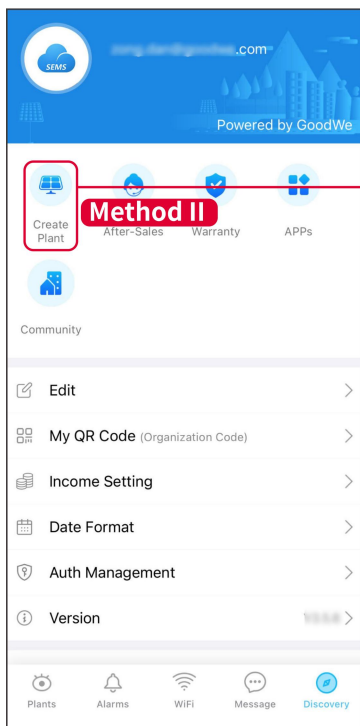 SEMS
.com
Powered by GoodWe
Create
Plant
Method II
After-Sales
Warranty
APPs
Community
Edit
My QR Code (Organization Code)
Income Setting
Date Format
Auth Management
Version
Plants
Alarms
WiFi
Message
Discovery